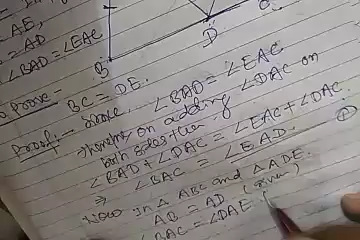 AE,
= AD
∠BAD = ∠EAC
B
D
C
Prove -
BC = DE.
Proof:- ∠BAD = ∠EAC
Therefore on adding ∠DAC on
both sides then
∠BAD + ∠DAC = ∠EAC + ∠DAC
⇒ ∠BAC = ∠EAD.
Now In △ABC and △ADE.
AB = AD (given)
∠BAC = ∠DAE (